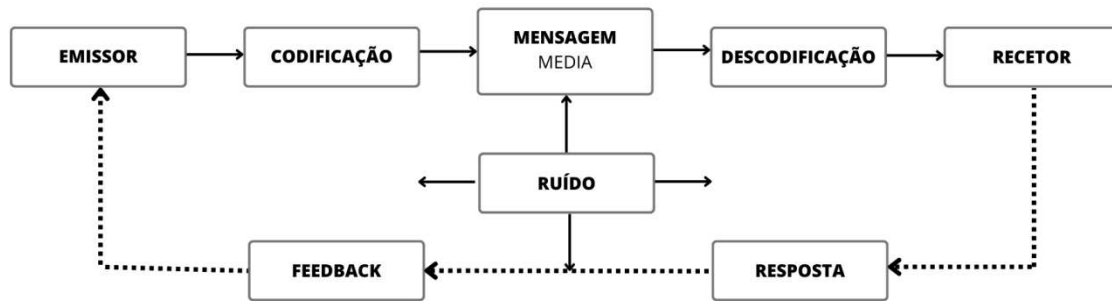 EMISSOR
CODIFICAÇÃO
MENSAGEM
MEDIA
DESCODIFICAÇÃO
RECETOR
RUÍDO
FEEDBACK
RESPOSTA